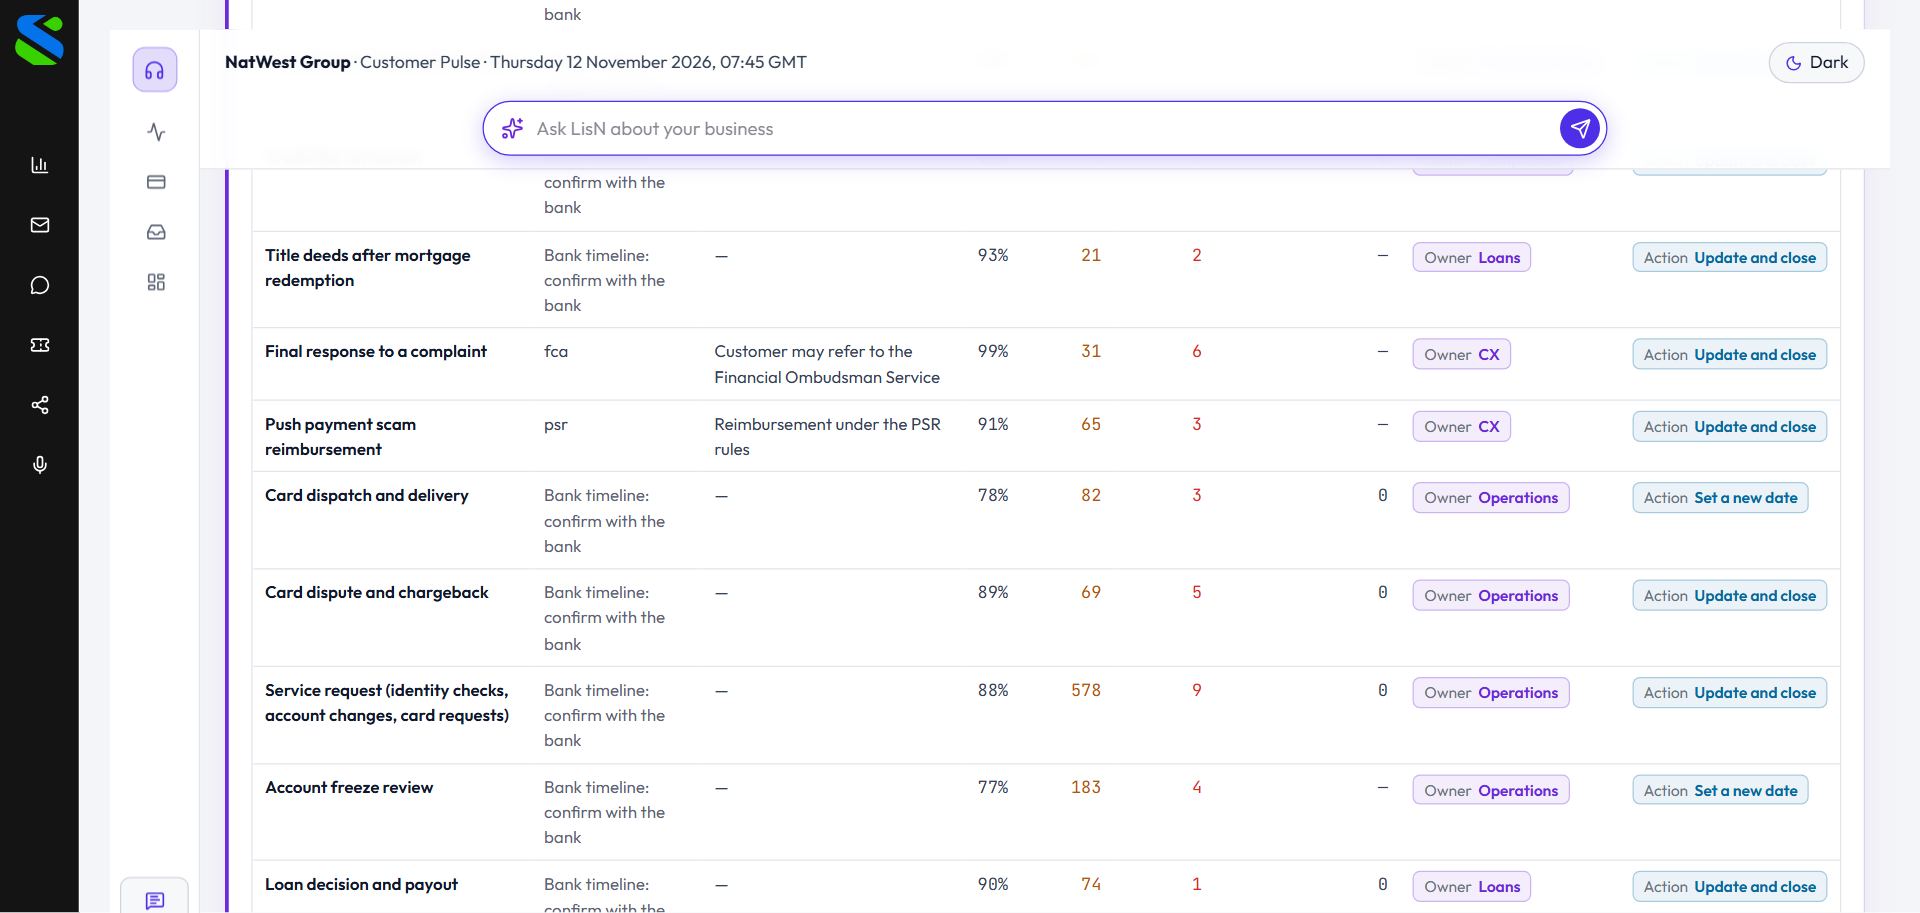 bank
NatWest Group · Customer Pulse · Thursday 12 November 2026, 07:45 GMT
Dark
Ask LisN about your business
confirm with the
bank
Title deeds after mortgage redemption
Bank timeline: confirm with the bank
—
93%
21
2
—
Owner Loans
Action Update and close
Final response to a complaint
fca
Customer may refer to the Financial Ombudsman Service
99%
31
6
—
Owner CX
Action Update and close
Push payment scam reimbursement
psr
Reimbursement under the PSR rules
91%
65
3
—
Owner CX
Action Update and close
Card dispatch and delivery
Bank timeline: confirm with the bank
—
78%
82
3
0
Owner Operations
Action Set a new date
Card dispute and chargeback
Bank timeline: confirm with the bank
—
89%
69
5
0
Owner Operations
Action Update and close
Service request (identity checks, account changes, card requests)
Bank timeline: confirm with the bank
—
88%
578
9
0
Owner Operations
Action Update and close
Account freeze review
Bank timeline: confirm with the bank
—
77%
183
4
—
Owner Operations
Action Set a new date
Loan decision and payout
Bank timeline: confirm with the
—
90%
74
1
0
Owner Loans
Action Update and close